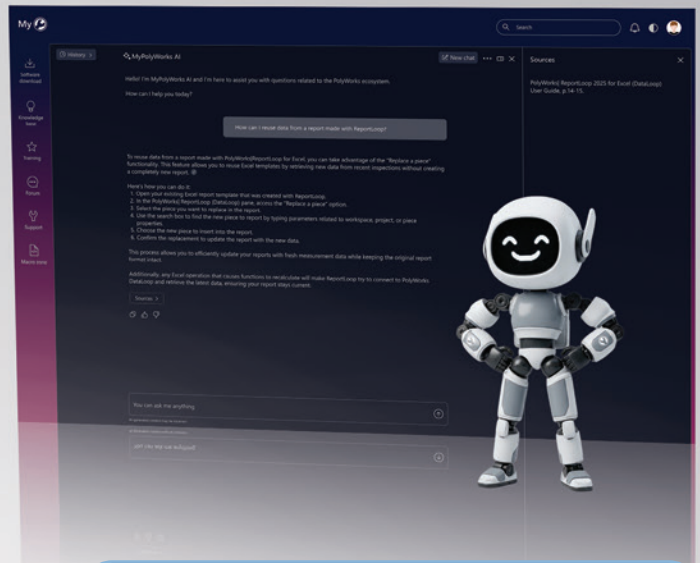 My
Search
History >
MyPolyWorks AI
New chat
Sources
Software
download
Knowledge
base
Training
Forum
Support
Macro zone
Hello! I'm MyPolyWorks AI and I'm here to assist you with questions related to the PolyWorks ecosystem.
How can I help you today?
How can I reuse data from a report made with ReportLoop?
To reuse data from a report made with PolyWorks|ReportLoop for Excel, you can take advantage of the "Replace a piece"
functionality. This feature allows you to reuse Excel templates by retrieving new data from recent inspections without creating
a completely new report.
Here's how you can do it:
1. Open your existing Excel report template that was created with ReportLoop.
2. In the PolyWorks|ReportLoop (DataLoop) pane, access the "Replace a piece" option.
3. Select the piece you want to replace in the report.
4. Use the search box to find the new piece to report by typing parameters related to workspace, project, or piece
properties.
5. Choose the new piece to insert into the report.
6. Confirm the replacement to update the report with the new data.
This process allows you to efficiently update your reports with fresh measurement data while keeping the original report
format intact.
Additionally, any Excel operation that causes functions to recalculate will make ReportLoop try to connect to PolyWorks
DataLoop and retrieve the latest data, ensuring your report stays current.
Sources >
You can ask me anything
PolyWorks|ReportLoop 2025 for Excel (DataLoop)
User Guide, p.14-15.